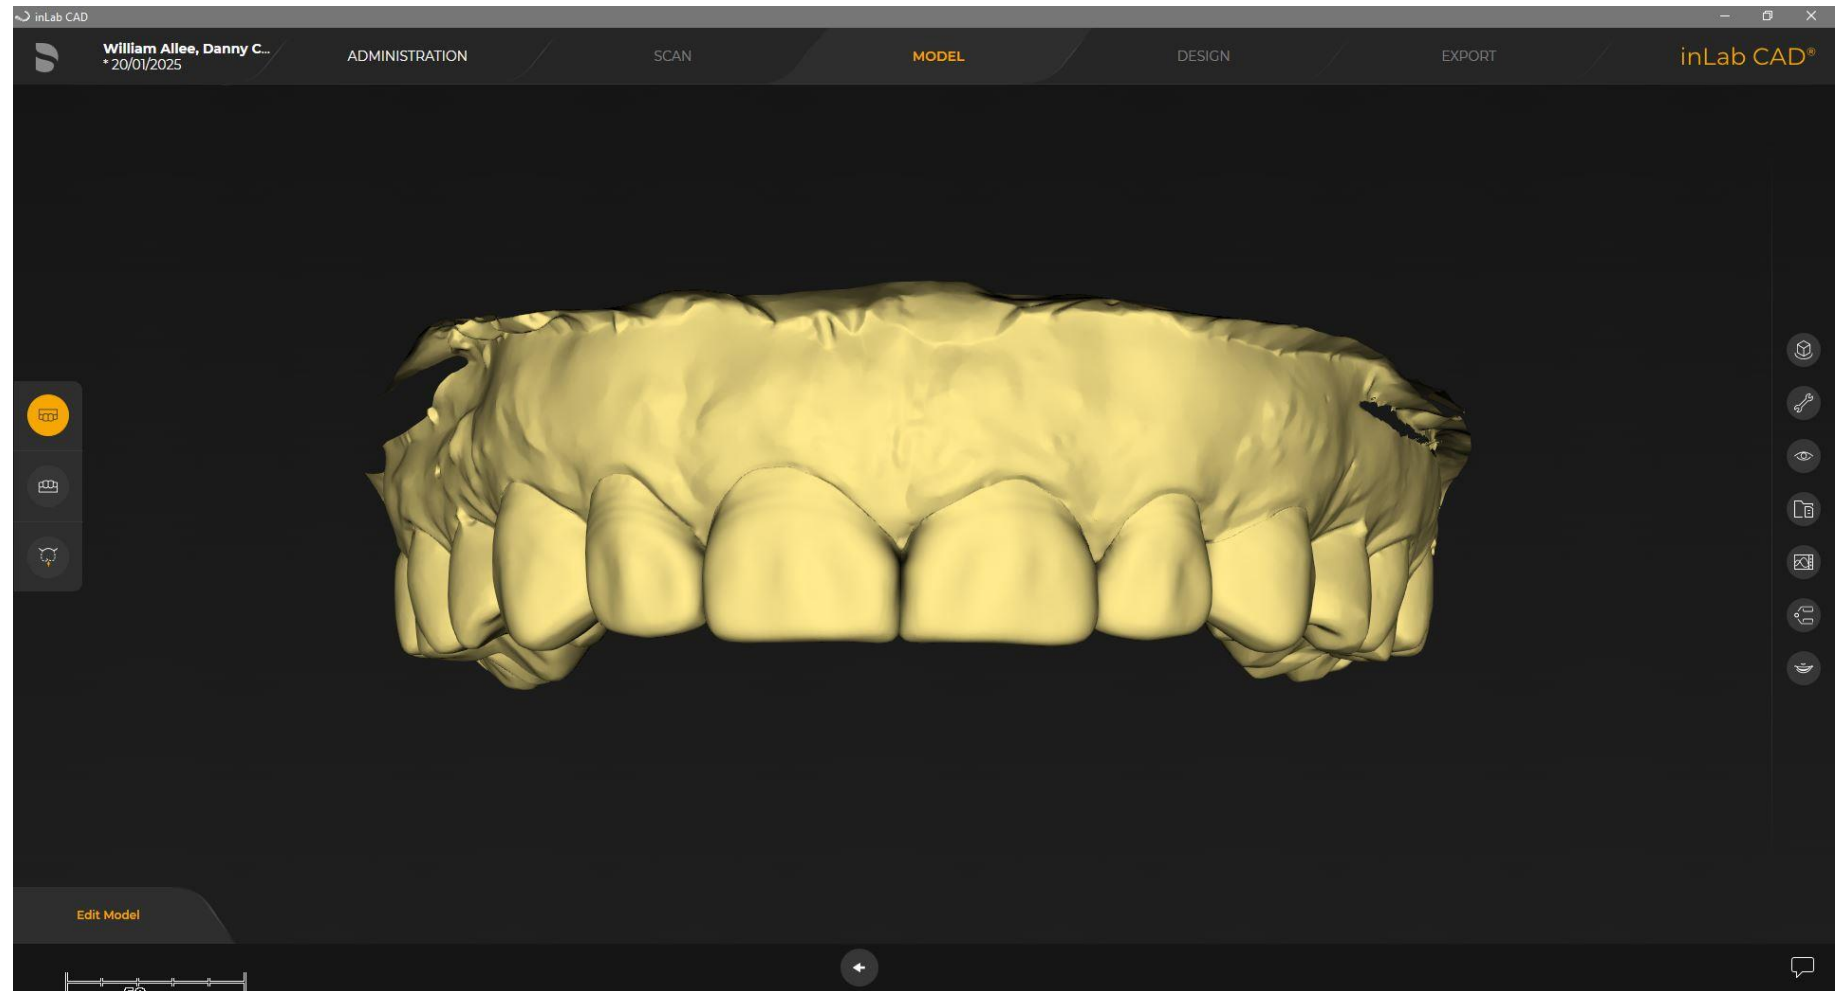 inLab CAD
William Allee, Danny C...
* 20/01/2025
ADMINISTRATION
SCAN
MODEL
DESIGN
EXPORT
inLab CAD®
Edit Model